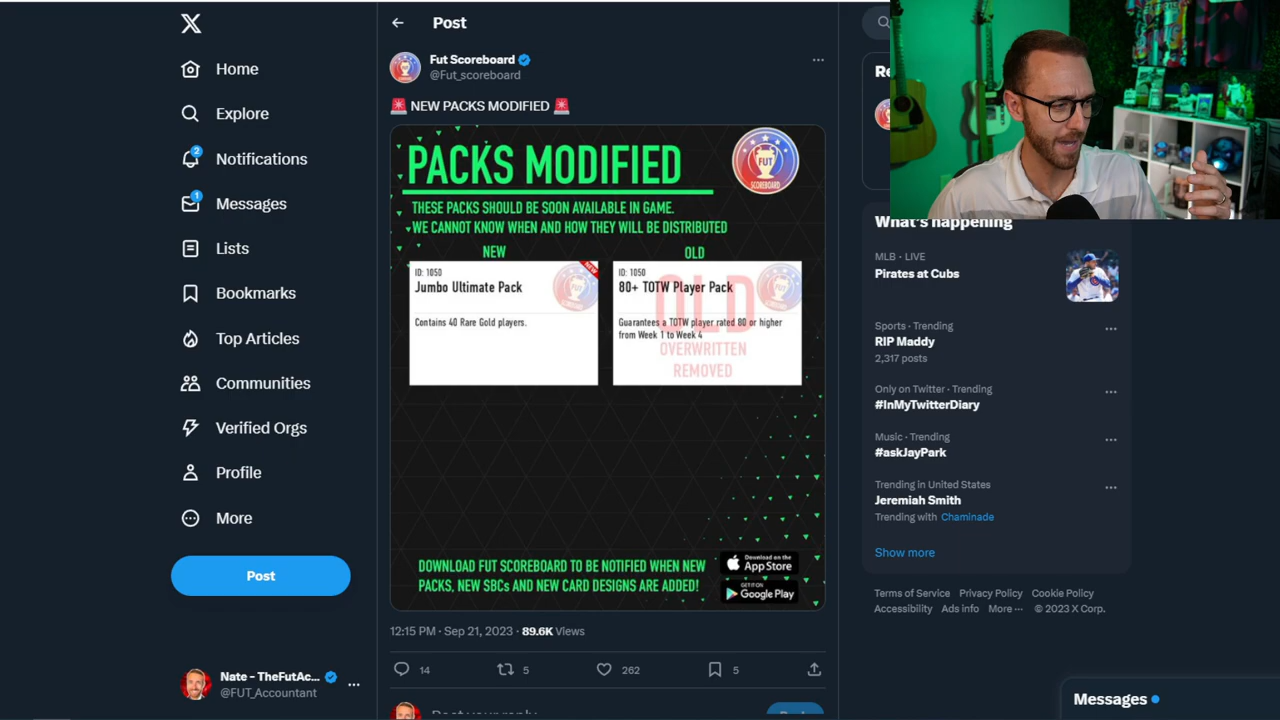 Post
Fut Scoreboard
@Fut_scoreboard
🚨 NEW PACKS MODIFIED 🚨
PACKS MODIFIED
FUT
SCOREBOARD
THESE PACKS SHOULD BE SOON AVAILABLE IN GAME.
WE CANNOT KNOW WHEN AND HOW THEY WILL BE DISTRIBUTED
NEW
OLD
ID: 1050
Jumbo Ultimate Pack
Contains 40 Rare Gold players.
NEW
ID: 1050
80+ TOTW Player Pack
Guarantees a TOTW player rated 80 or higher
from Week 1 to Week 4
OLD
OVERWRITTEN
REMOVED
DOWNLOAD FUT SCOREBOARD TO BE NOTIFIED WHEN NEW
PACKS, NEW SBCs AND NEW CARD DESIGNS ARE ADDED!
Download on the
App Store
GET IT ON
Google Play
12:15 PM · Sep 21, 2023 · 89.6K Views
14
5
262
5
Home
Explore
2
Notifications
1
Messages
Lists
Bookmarks
Top Articles
Communities
Verified Orgs
Profile
More
Post
Nate - TheFutAc...
@FUT_Accountant
Re
What's happening
MLB · LIVE
Pirates at Cubs
Sports · Trending
RIP Maddy
2,317 posts
Only on Twitter · Trending
#InMyTwitterDiary
Music · Trending
#askJayPark
Trending in United States
Jeremiah Smith
Trending with Chaminade
Show more
Terms of Service Privacy Policy Cookie Policy
Accessibility Ads info More ··· © 2023 X Corp.
Messages